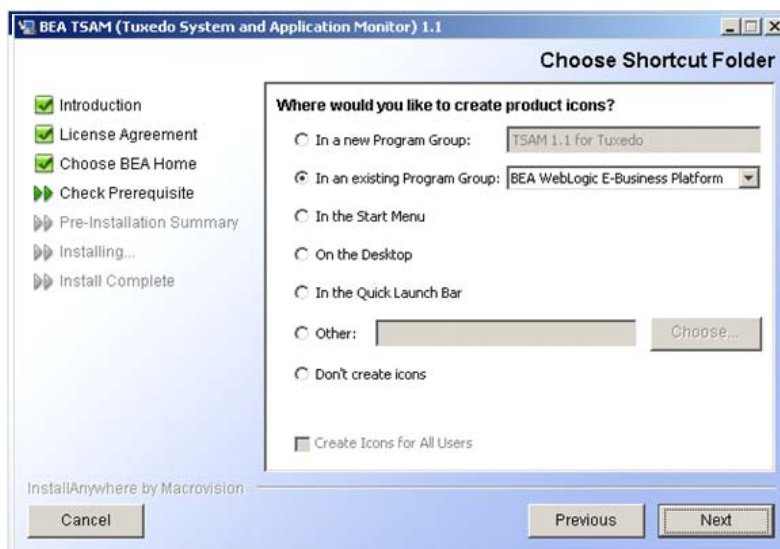 BEA TSAM (Tuxedo System and Application Monitor) 1.1
Choose Shortcut Folder
Introduction
License Agreement
Choose BEA Home
Check Prerequisite
Pre-Installation Summary
Installing...
Install Complete
Where would you like to create product icons?
In a new Program Group: TSAM 1.1 for Tuxedo
In an existing Program Group: BEA WebLogic E-Business Platform
In the Start Menu
On the Desktop
In the Quick Launch Bar
Other: Choose...
Don't create icons
Create Icons for All Users
InstallAnywhere by Macrovision
Cancel Previous Next